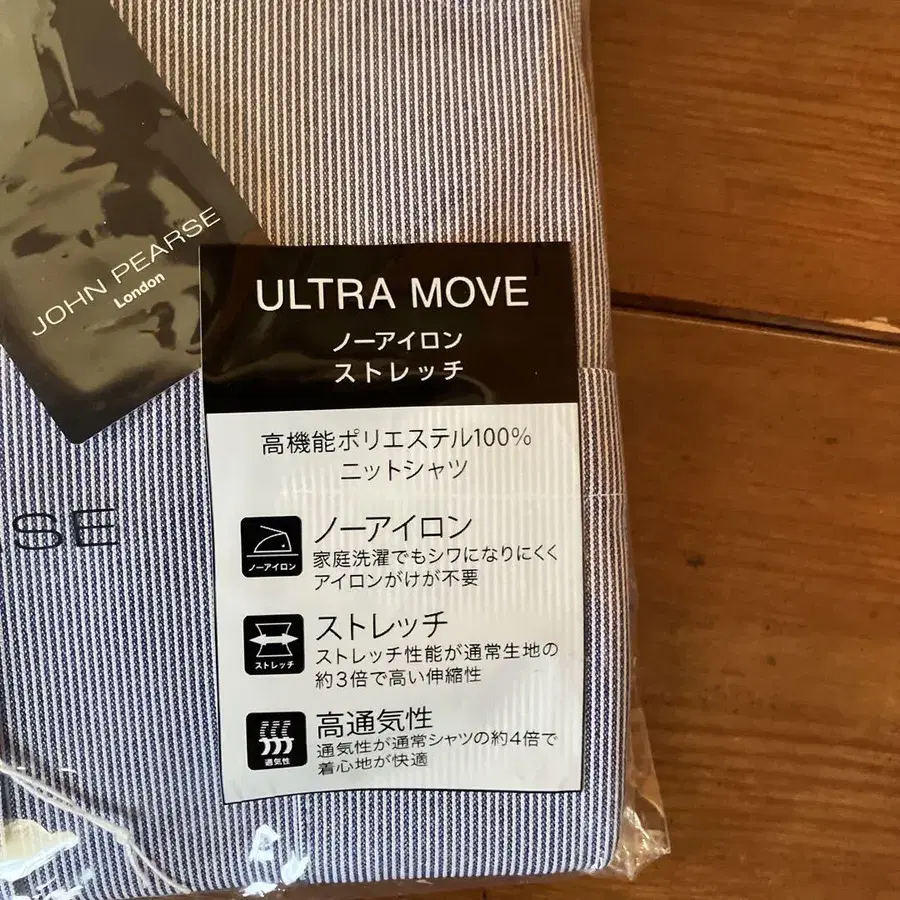 JOHN PEARSE
London
ULTRA MOVE
ノーアイロン
ストレッチ
高機能ポリエステル100%
ニットシャツ
ノーアイロン
ノーアイロン
家庭洗濯でもシワになりにくく
アイロンがけが不要
ストレッチ
ストレッチ
ストレッチ性能が通常生地の
約3倍で高い伸縮性
通気性
高通気性
通気性が通常シャツの約4倍で
着心地が快適